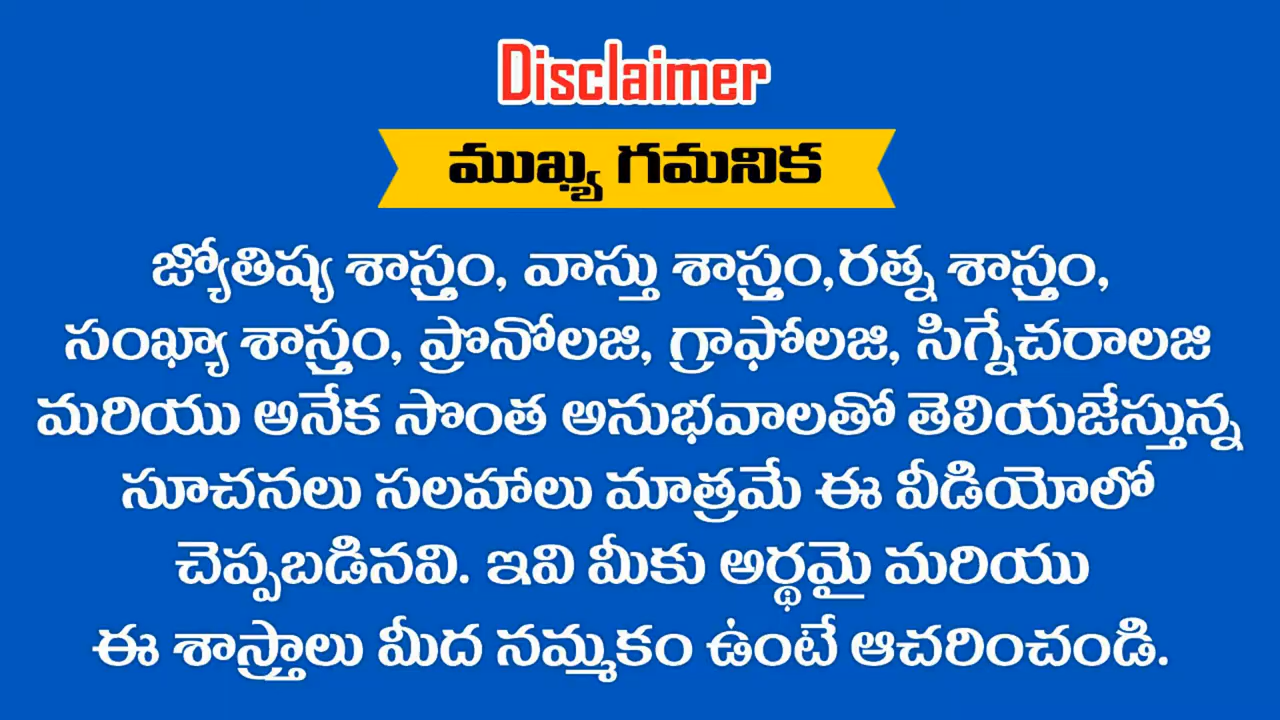 Disclaimer
ముఖ్య గమనిక
జ్యోతిష్య శాస్త్రం, వాస్తు శాస్త్రం,రత్న శాస్త్రం,
సంఖ్యా శాస్త్రం, ప్రొనోలజి, గ్రాఫోలజి, సిగ్నేచరాలజి
మరియు అనేక సొంత అనుభవాలతో తెలియజేస్తున్న
సూచనలు సలహాలు మాత్రమే ఈ వీడియోలో
చెప్పబడినవి. ఇవి మీకు అర్థమై మరియు
ఈ శాస్త్రాలు మీద నమ్మకం ఉంటే ఆచరించండి.